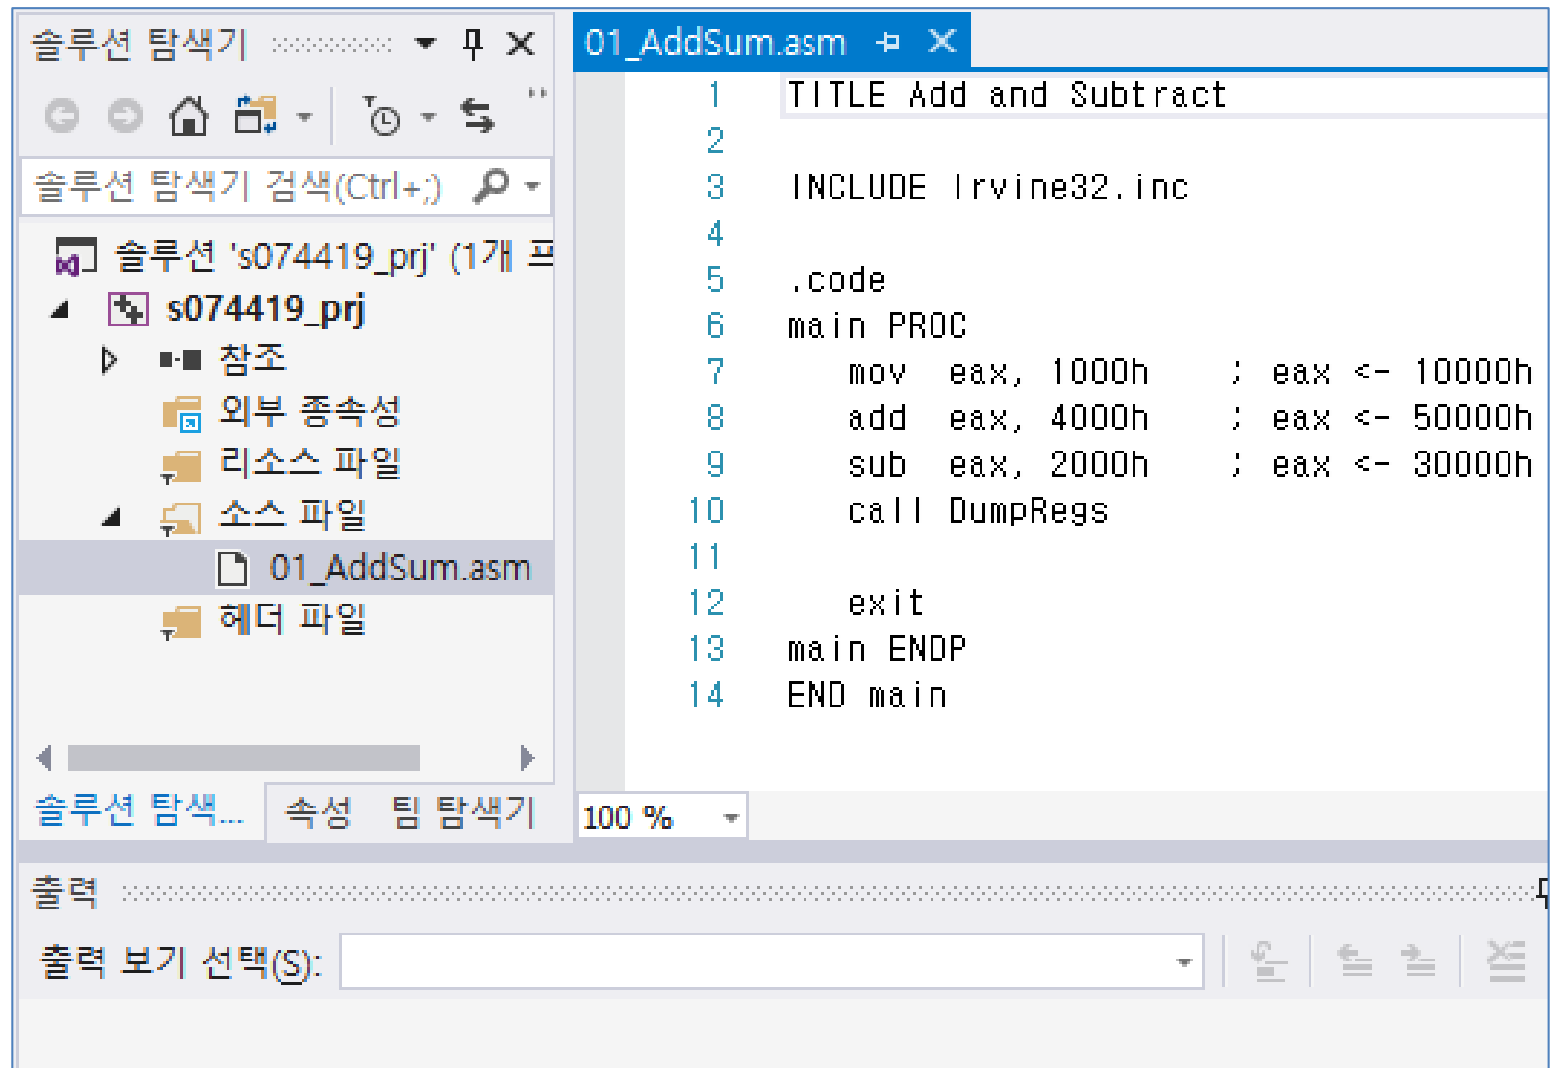 솔루션 탐색기
솔루션 탐색기 검색(Ctrl+;)
솔루션 's074419_prj' (1개 프
s074419_prj
참조
외부 종속성
리소스 파일
소스 파일
01_AddSum.asm
헤더 파일
솔루션 탐색... 속성 팀 탐색기
01_AddSum.asm
1 TITLE Add and Subtract
2
3 INCLUDE Irvine32.inc
4
5 .code
6 main PROC
7 mov eax, 1000h ; eax <- 10000h
8 add eax, 4000h ; eax <- 50000h
9 sub eax, 2000h ; eax <- 30000h
10 call DumpRegs
11
12 exit
13 main ENDP
14 END main
100 %
출력
출력 보기 선택(S):